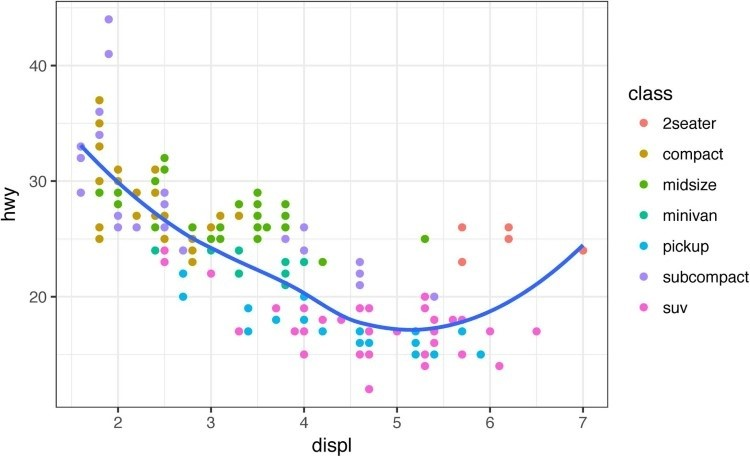 40
30
20
hwy
2
3
4
5
6
7
displ
class
2seater
compact
midsize
minivan
pickup
subcompact
suv